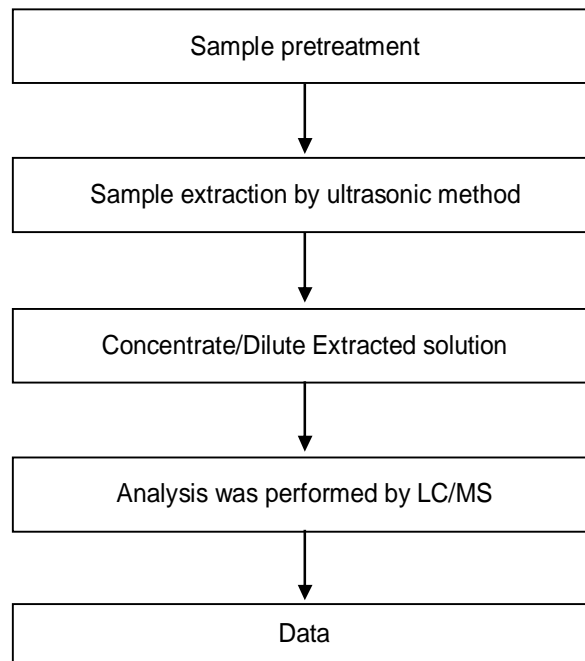 Sample pretreatment
Sample extraction by ultrasonic method
Concentrate/Dilute Extracted solution
Analysis was performed by LC/MS
Data